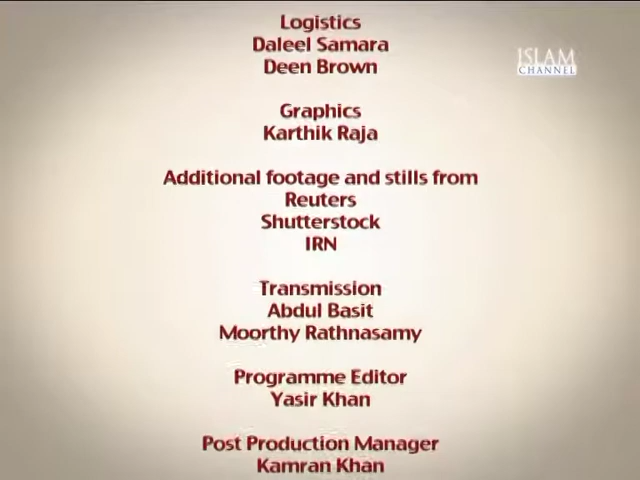 Logistics
Daleel Samara
Deen Brown
ISLAM
CHANNEL
Graphics
Karthik Raja
Additional footage and stills from
Reuters
Shutterstock
IRN
Transmission
Abdul Basit
Moorthy Rathnasamy
Programme Editor
Yasir Khan
Post Production Manager
Kamran Khan